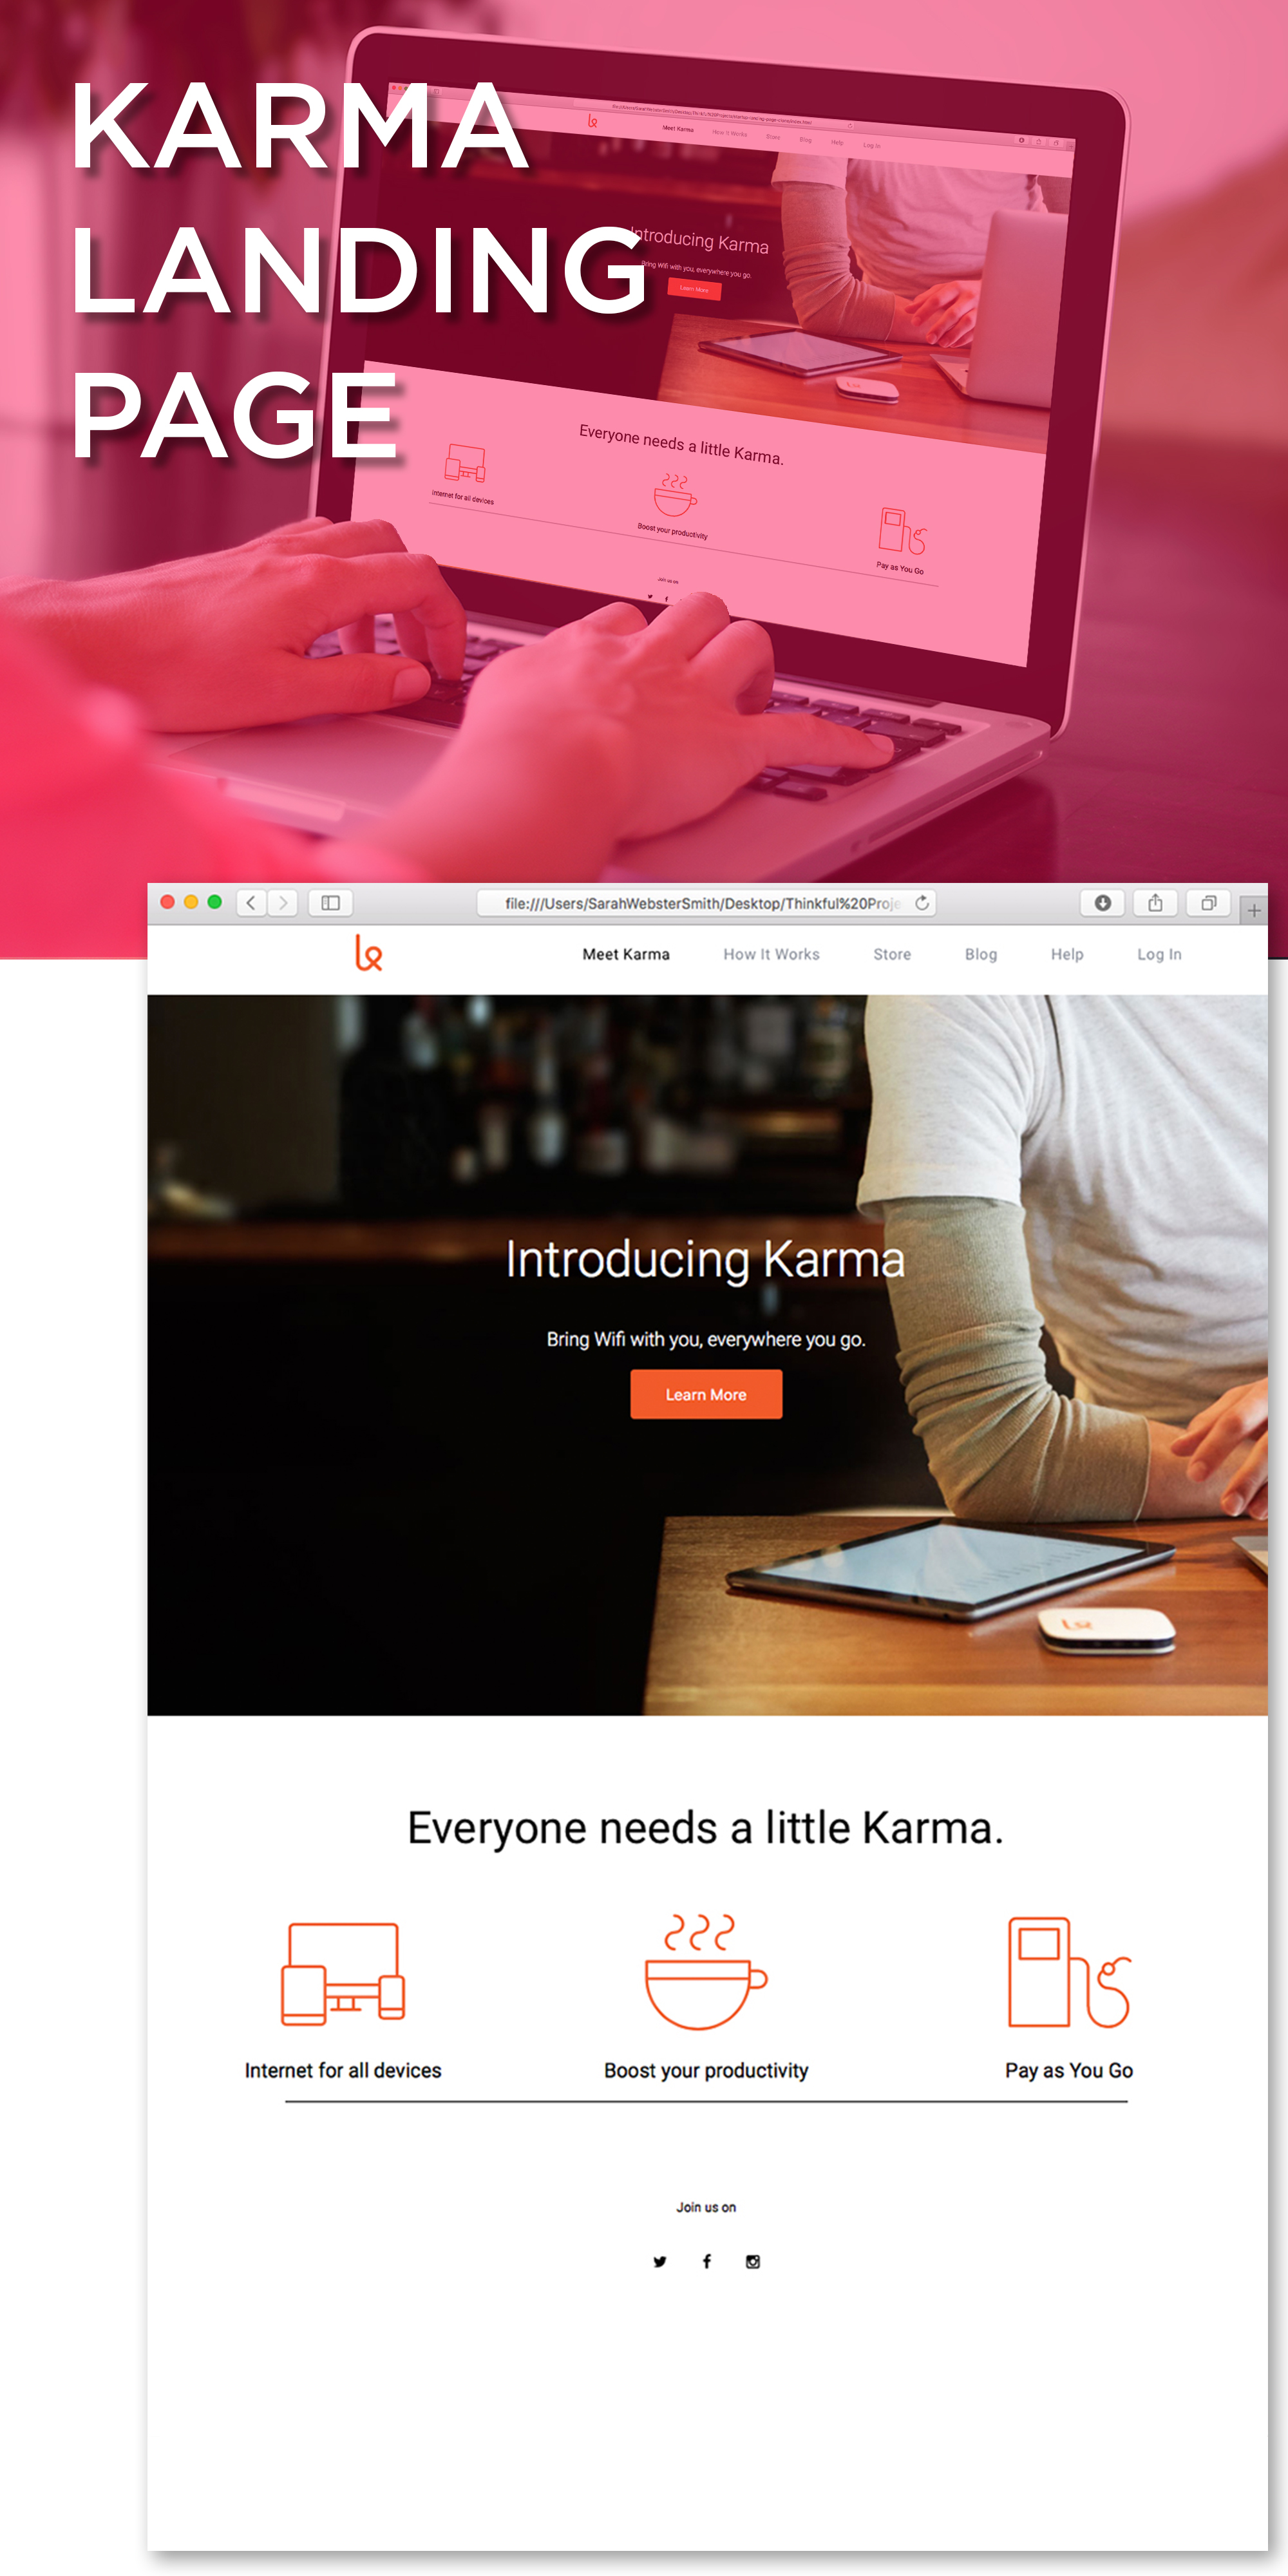 KARMA
LANDING
PAGE
Meet Karma How It Works Store Blog Help Log In
Introducing Karma
Bring Wifi with you, everywhere you go.
Learn More
Everyone needs a little Karma.
Internet for all devices
Boost your productivity
Pay as You Go
Join us on
file:///Users/SarahWebsterSmith/Desktop/Thinkful%20Proje
Meet Karma How It Works Store Blog Help Log In
Introducing Karma
Bring Wifi with you, everywhere you go.
Learn More
Everyone needs a little Karma.
Internet for all devices Boost your productivity Pay as You Go
Join us on